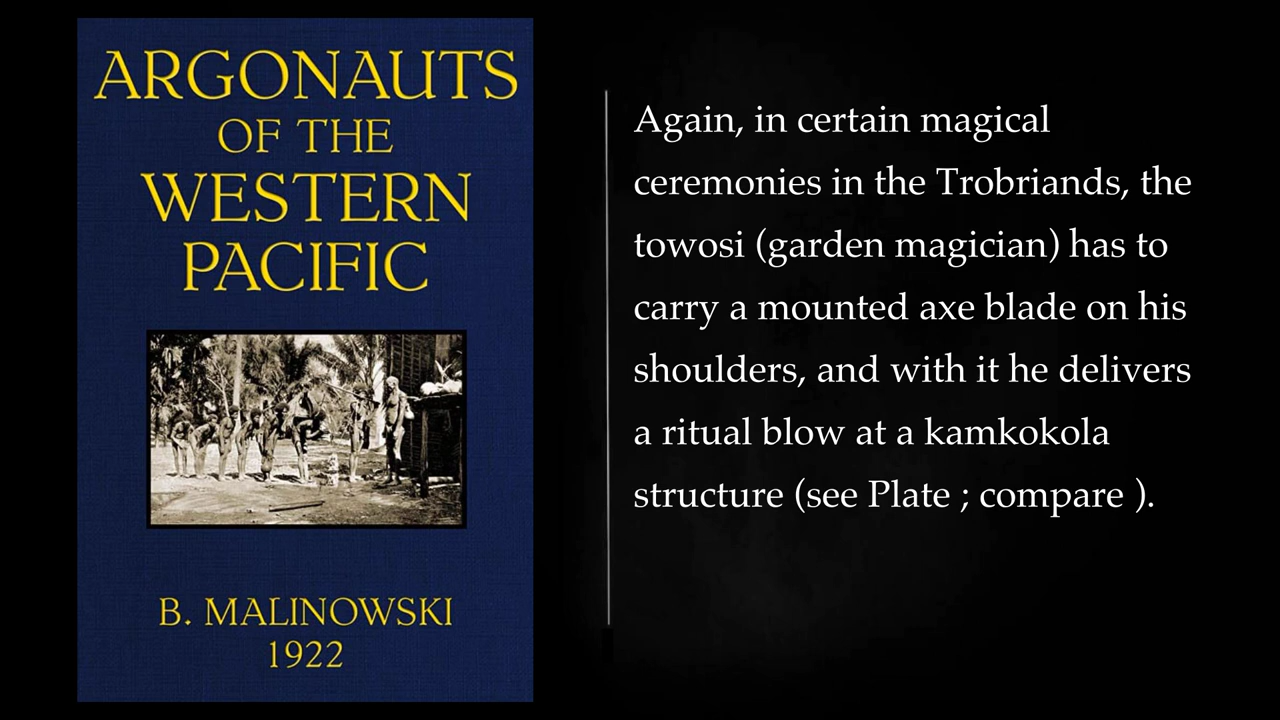 ARGONAUTS
OF THE
WESTERN
PACIFIC
B. MALINOWSKI
1922
Again, in certain magical
ceremonies in the Trobriands, the
towosi (garden magician) has to
carry a mounted axe blade on his
shoulders, and with it he delivers
a ritual blow at a kamkokola
structure (see Plate ; compare ).